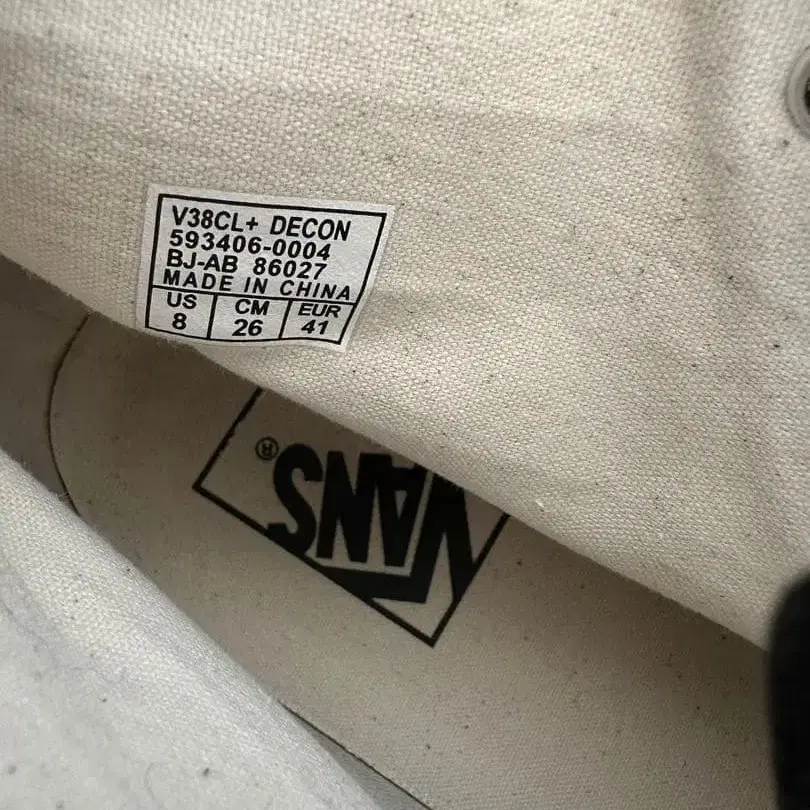 V38CL+ DECON
593406-0004
BJ-AB 86027
MADE IN CHINA
US CM EUR
8 26 41
VANS®